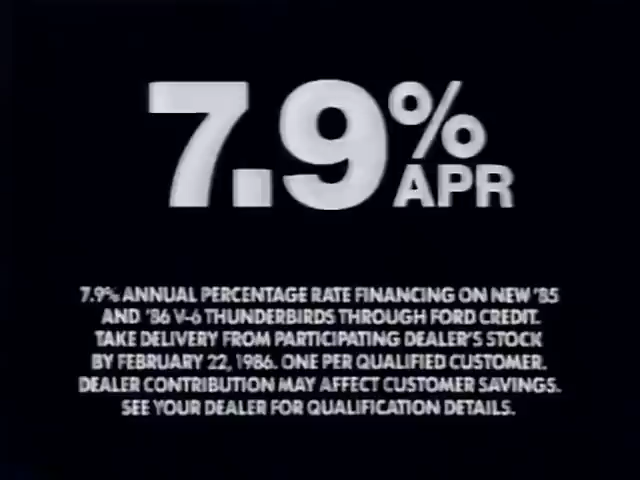 7.9%
APR
7.9% ANNUAL PERCENTAGE RATE FINANCING ON NEW '85
AND '86 V-6 THUNDERBIRDS THROUGH FORD CREDIT.
TAKE DELIVERY FROM PARTICIPATING DEALER'S STOCK
BY FEBRUARY 22, 1986. ONE PER QUALIFIED CUSTOMER.
DEALER CONTRIBUTION MAY AFFECT CUSTOMER SAVINGS.
SEE YOUR DEALER FOR QUALIFICATION DETAILS.